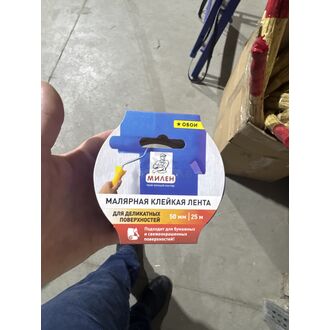 ★ ОБОИ
МИЛЕН
МАЛЯРНАЯ КЛЕЙКАЯ ЛЕНТА
ДЛЯ ДЕЛИКАТНЫХ
ПОВЕРХНОСТЕЙ
50 мм | 25 м
Подходит для бумажных
и свежеокрашенных
поверхностей!